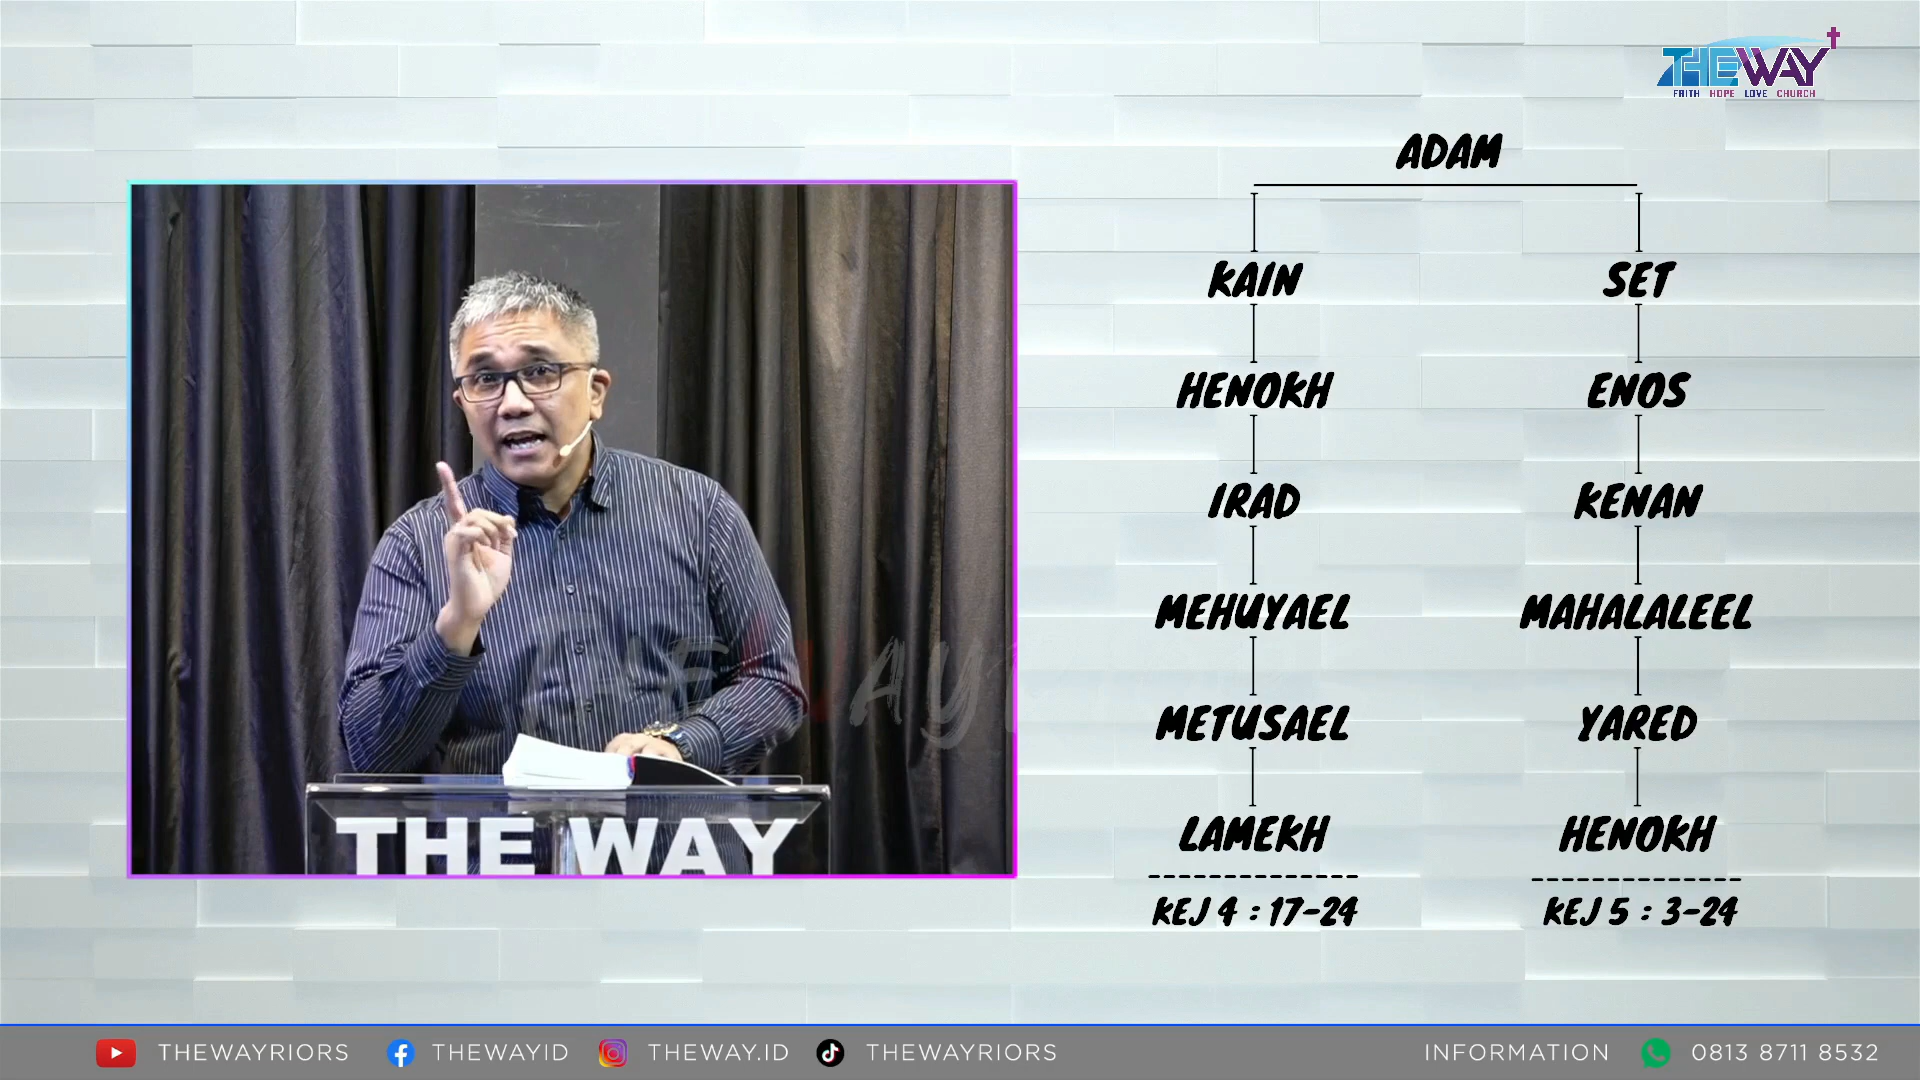 THEWAY
FAITH HOPE LOVE CHURCH
ADAM
KAIN SET
HENOKH ENOS
IRAD KENAN
MEHUYAEL MAHALALEEL
METUSAEL YARED
LAMEKH HENOKH
KEJ 4 : 17-24 KEJ 5 : 3-24
THEWAY
THE WAY
THEWAYRIORS THEWAYID THEWAY.ID THEWAYRIORS INFORMATION 0813 8711 8532